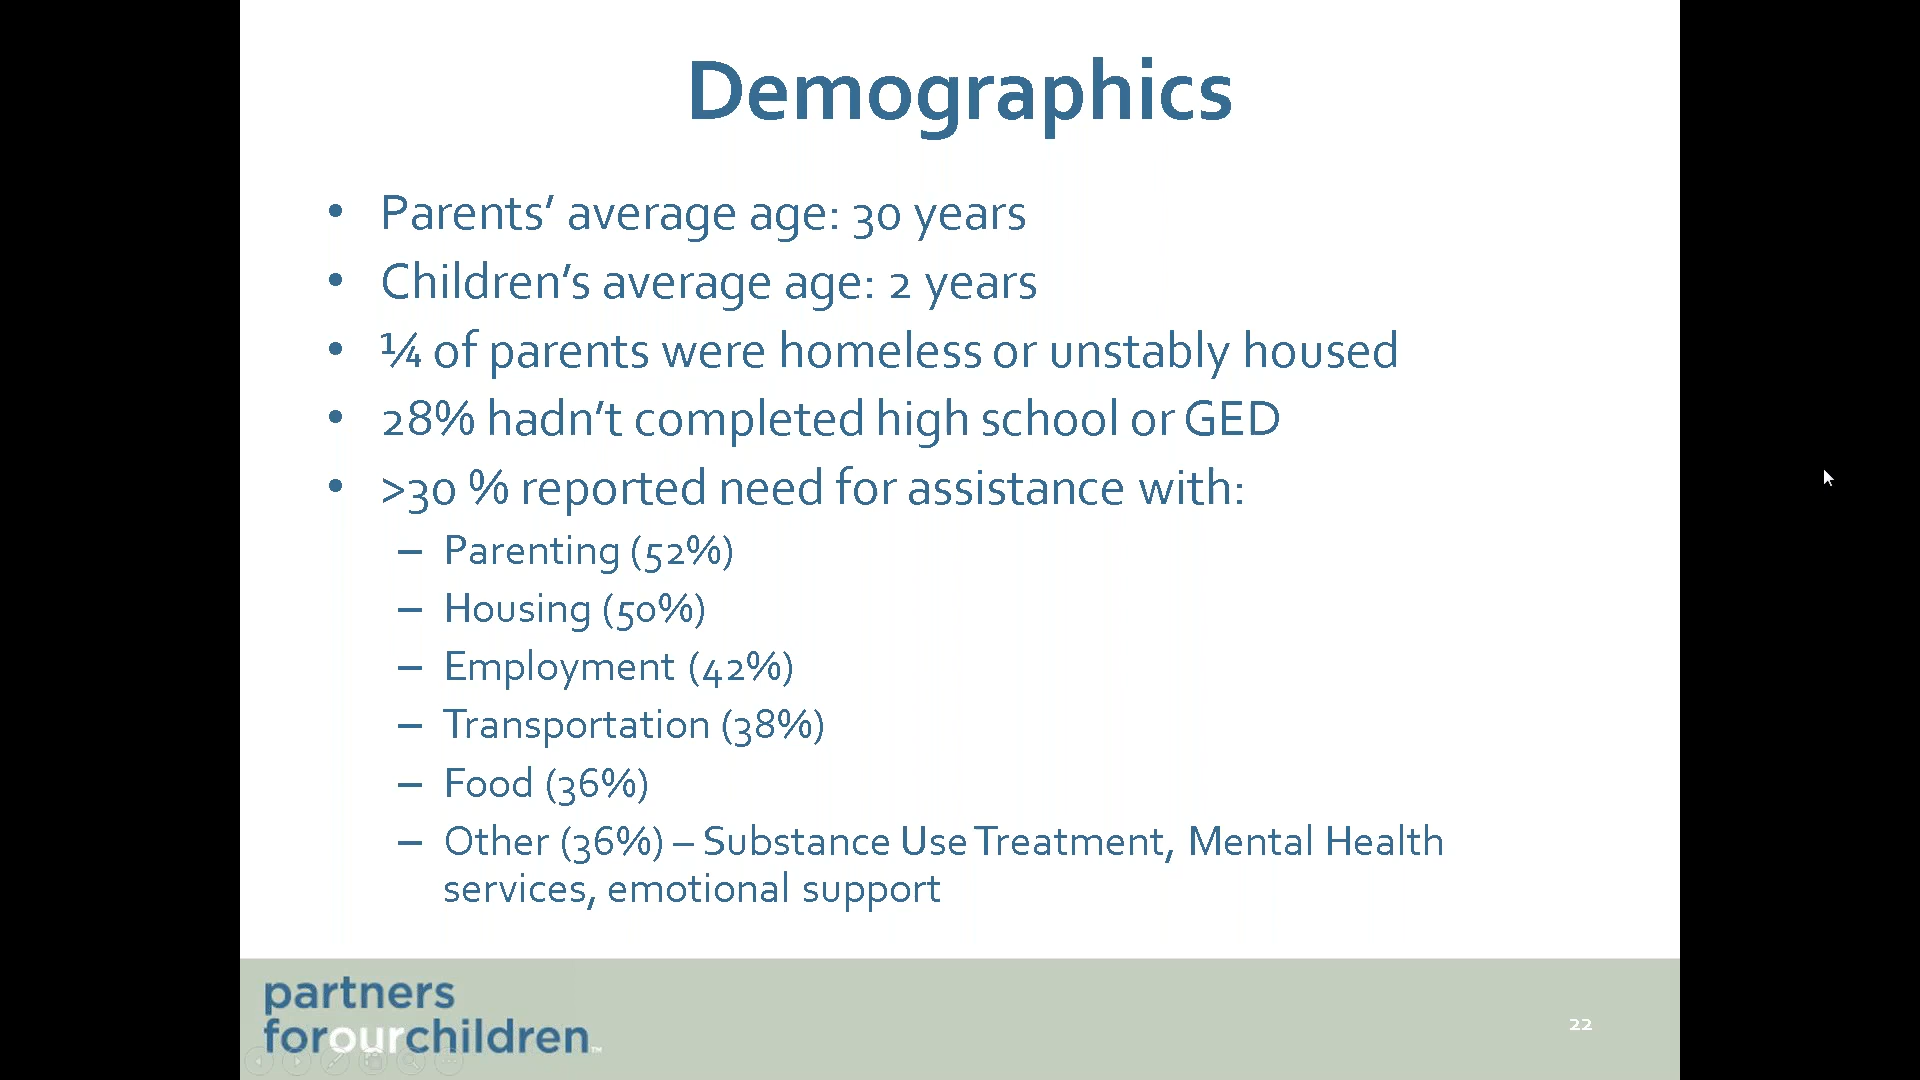 Demographics
• Parents’ average age: 30 years
• Children’s average age: 2 years
• ¼ of parents were homeless or unstably housed
• 28% hadn’t completed high school or GED
• >30 % reported need for assistance with:
– Parenting (52%)
– Housing (50%)
– Employment (42%)
– Transportation (38%)
– Food (36%)
– Other (36%) – Substance Use Treatment, Mental Health
services, emotional support
partners
forourchildren™
22